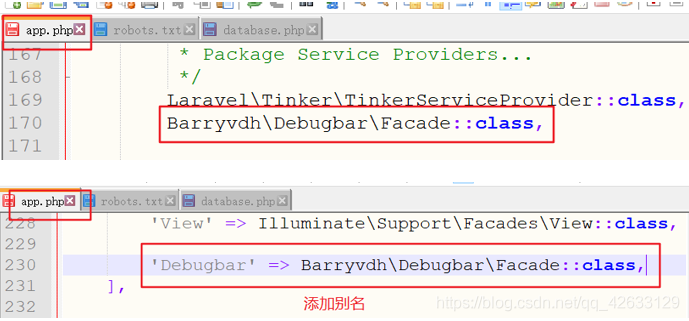 app.php robots.txt database.php
167 * Package Service Providers...
168 */
169 Laravel\Tinker\TinkerServiceProvider::class,
170 Barryvdh\Debugbar\Facade::class,
171
app.php robots.txt database.php
228 'View' => Illuminate\Support\Facades\View::class,
229
230 'Debugbar' => Barryvdh\Debugbar\Facade::class,
231 ],
232
添加别名
https://blog.csdn.net/qq_42633129